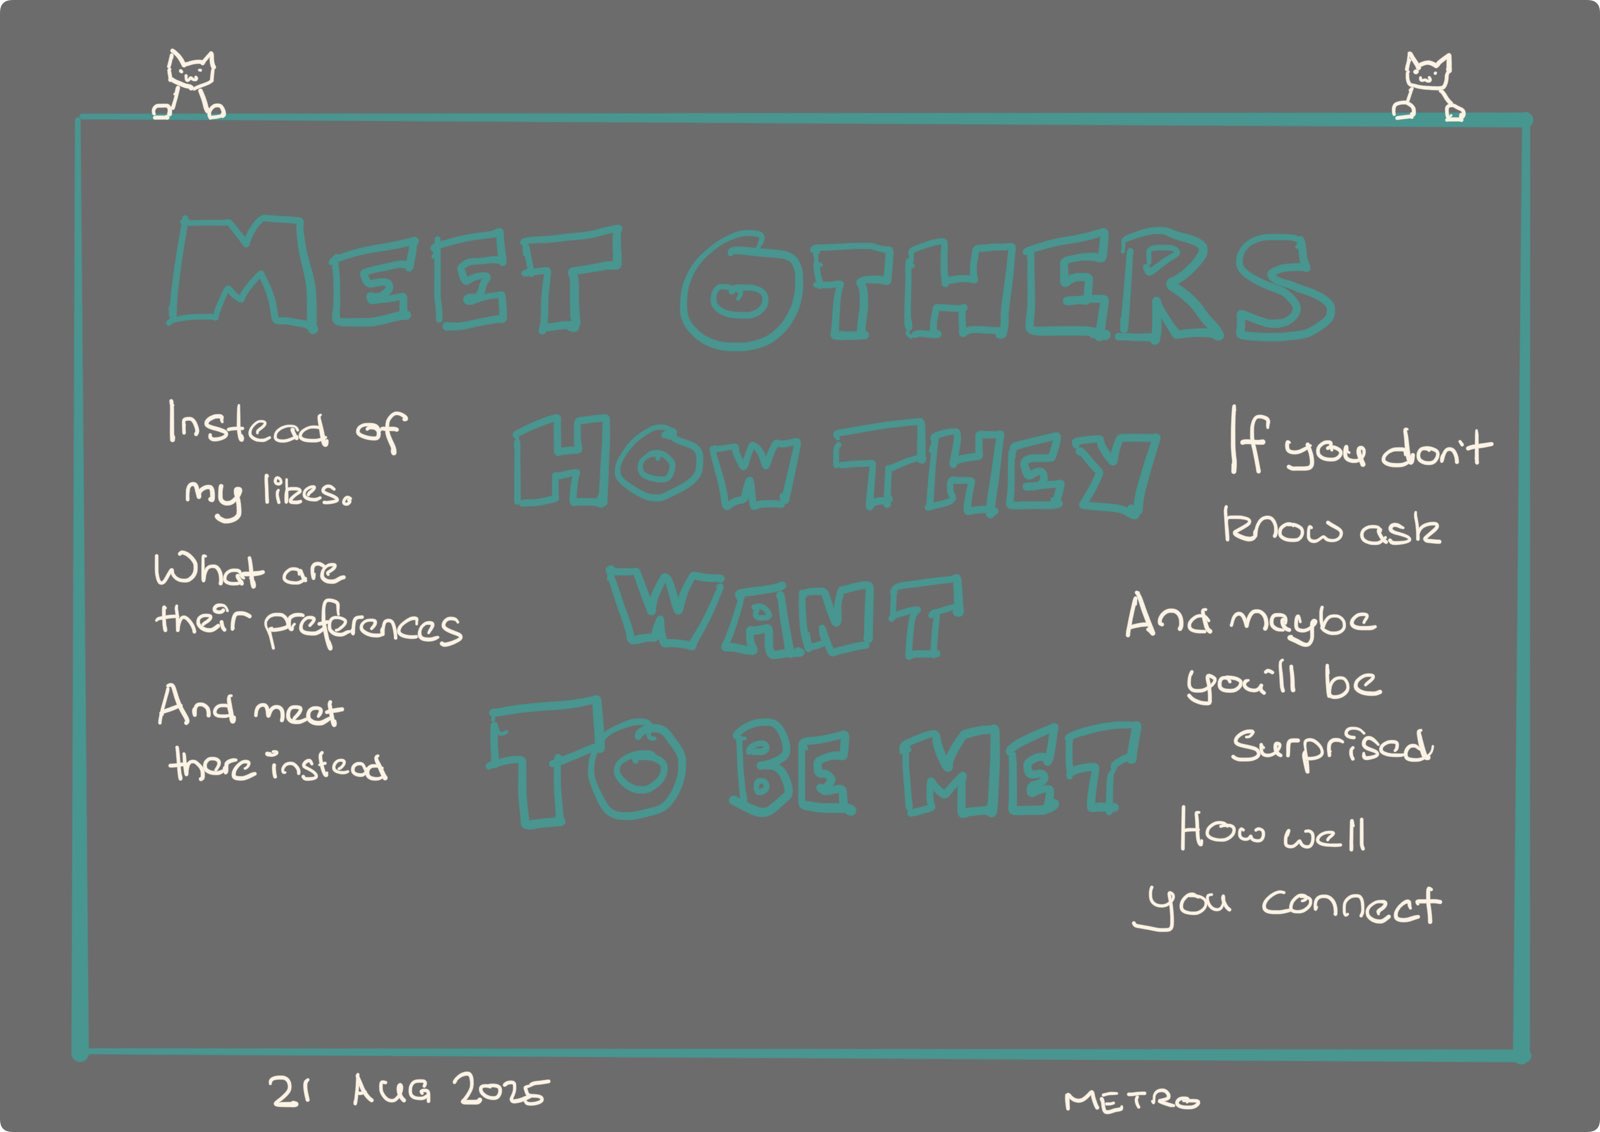 MEET OTHERS
HOW THEY
WANT
TO BE MET
Instead of
my likes.
What are
their preferences
And meet
there instead
If you don't
know ask
And maybe
you'll be
surprised
How well
you connect
21 AUG 2025
METRO